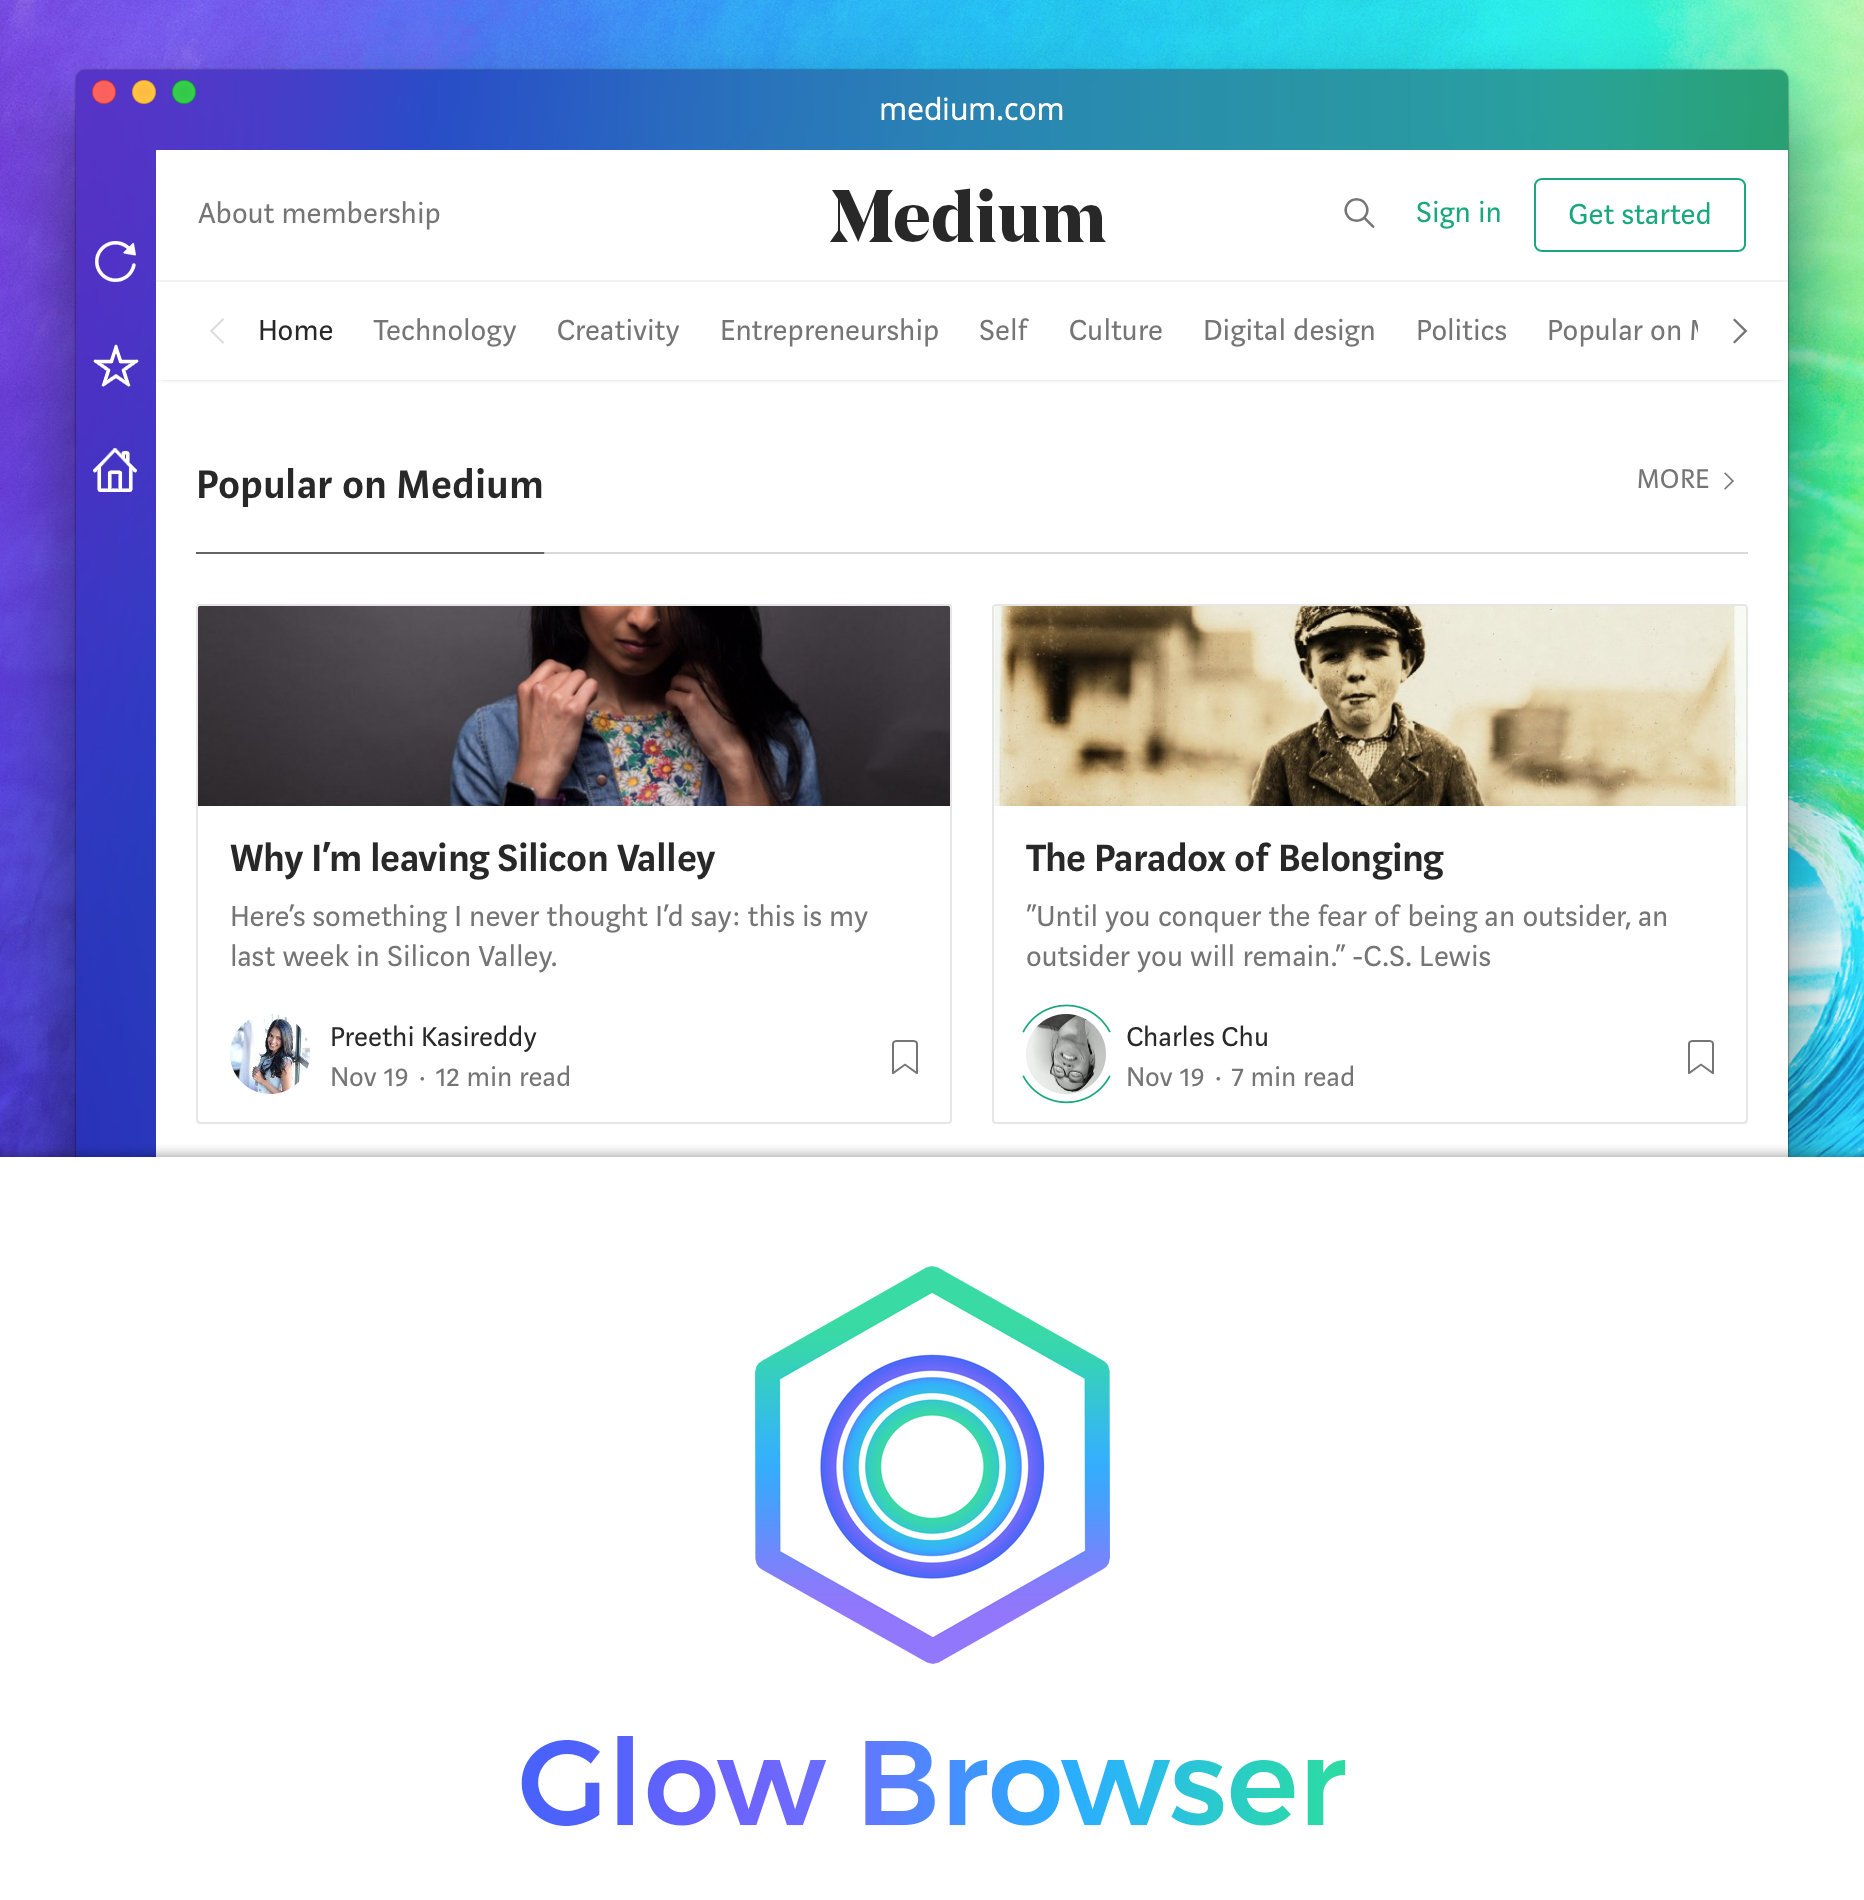 medium.com
About membership
Medium
Sign in
Get started
Home
Technology
Creativity
Entrepreneurship
Self
Culture
Digital design
Politics
Popular on
Popular on Medium
MORE
Why I'm leaving Silicon Valley
Here's something I never thought I'd say: this is my
last week in Silicon Valley.
Preethi Kasireddy
Nov 19 · 12 min read
The Paradox of Belonging
"Until you conquer the fear of being an outsider, an
outsider you will remain." -C.S. Lewis
Charles Chu
Nov 19 · 7 min read
Glow Browser